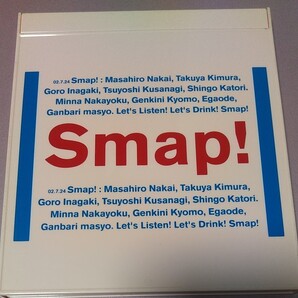 02.7.24 Smap! : Masahiro Nakai, Takuya Kimura,
Goro Inagaki, Tsuyoshi Kusanagi, Shingo Katori.
Minna Nakayoku, Genkini Kyomo, Egaode,
Ganbari masyo. Let's Listen! Let's Drink! Smap!
Smap!
02.7.24 Smap! : Masahiro Nakai, Takuya Kimura,
Goro Inagaki, Tsuyoshi Kusanagi, Shingo Katori.
Minna Nakayoku, Genkini Kyomo, Egaode,
Ganbari masyo. Let's Listen! Let's Drink! Smap!